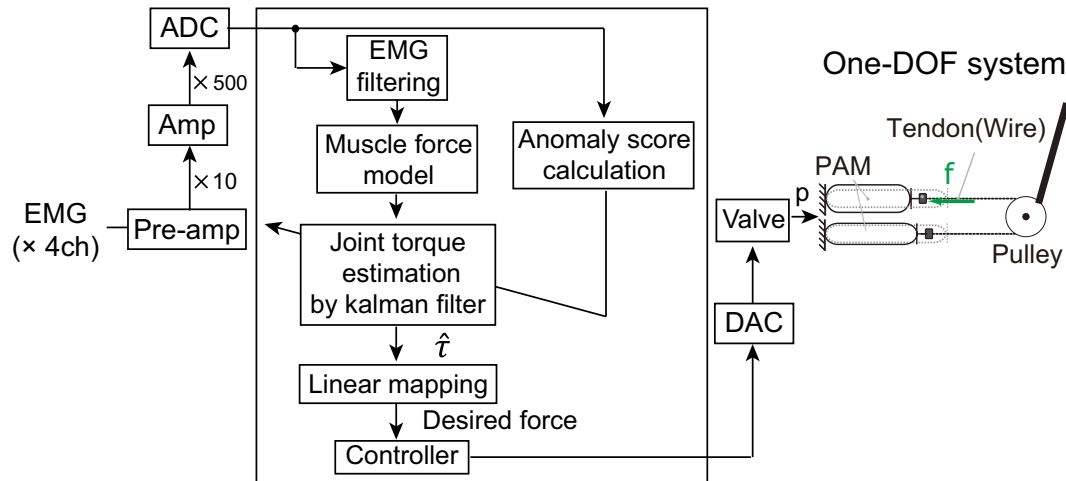 ADC
×500
Amp
×10
EMG
(× 4ch)
Pre-amp
EMG
filtering
Muscle force
model
Anomaly score
calculation
Joint torque
estimation
by kalman filter
τ̂
Linear mapping
Desired force
Controller
DAC
Valve
p
One-DOF system
Tendon(Wire)
PAM
f
Pulley